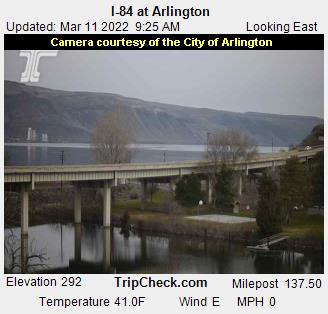 I-84 at Arlington
Updated: Mar 11 2022 9:25 AM Looking East
Camera courtesy of the City of Arlington
Elevation 292 TripCheck.com Milepost 137.50
Temperature 41.0F Wind E MPH 0